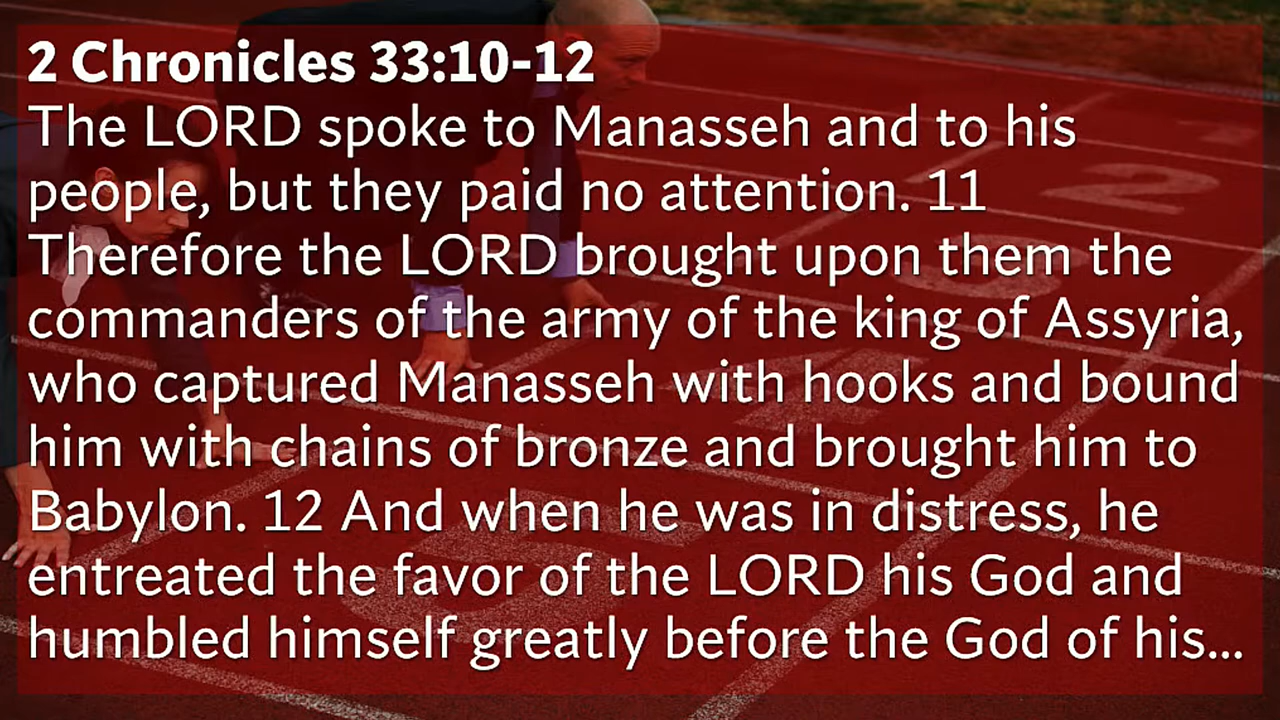 2 Chronicles 33:10-12
The LORD spoke to Manasseh and to his
people, but they paid no attention. 11
Therefore the LORD brought upon them the
commanders of the army of the king of Assyria,
who captured Manasseh with hooks and bound
him with chains of bronze and brought him to
Babylon. 12 And when he was in distress, he
entreated the favor of the LORD his God and
humbled himself greatly before the God of his...
2